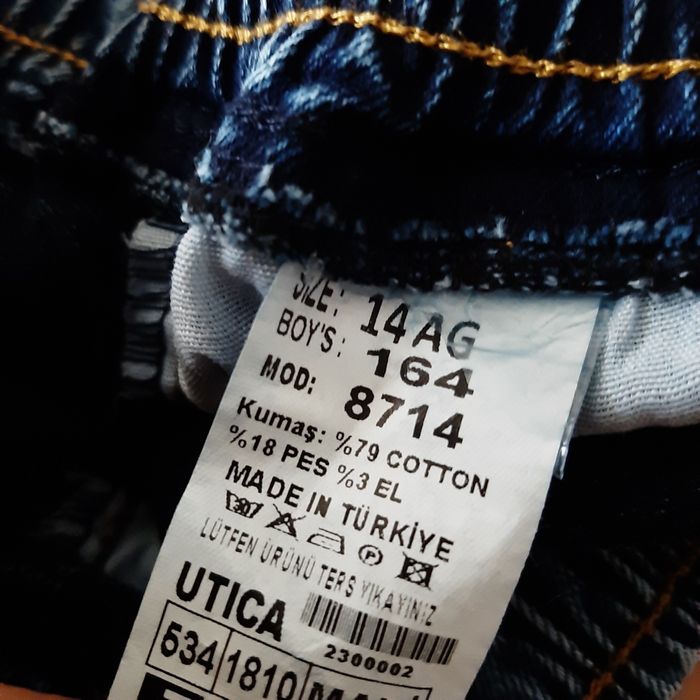 SIZE: 14 AG
BOY'S: 164
MOD: 8714
Kumaş: %79 COTTON
%18 PES %3 EL
MADE IN TÜRKİYE
30°
P
LÜTFEN ÜRÜNÜ TERS YIKAYINIZ
UTICA
2300002
534 1810